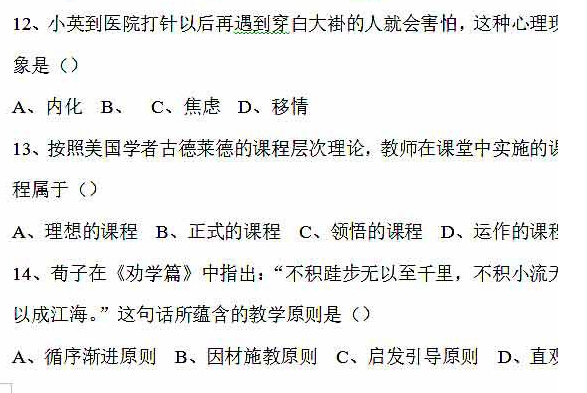 12、小英到医院打针以后再遇到穿白大褂的人就会害怕，这种心理现
象是（）
A、内化 B、 C、焦虑 D、移情
13、按照美国学者古德莱德的课程层次理论，教师在课堂中实施的课
程属于（）
A、理想的课程 B、正式的课程 C、领悟的课程 D、运作的课程
14、荀子在《劝学篇》中指出：“不积跬步无以至千里，不积小流无
以成江海。”这句话所蕴含的教学原则是（）
A、循序渐进原则 B、因材施教原则 C、启发引导原则 D、直观